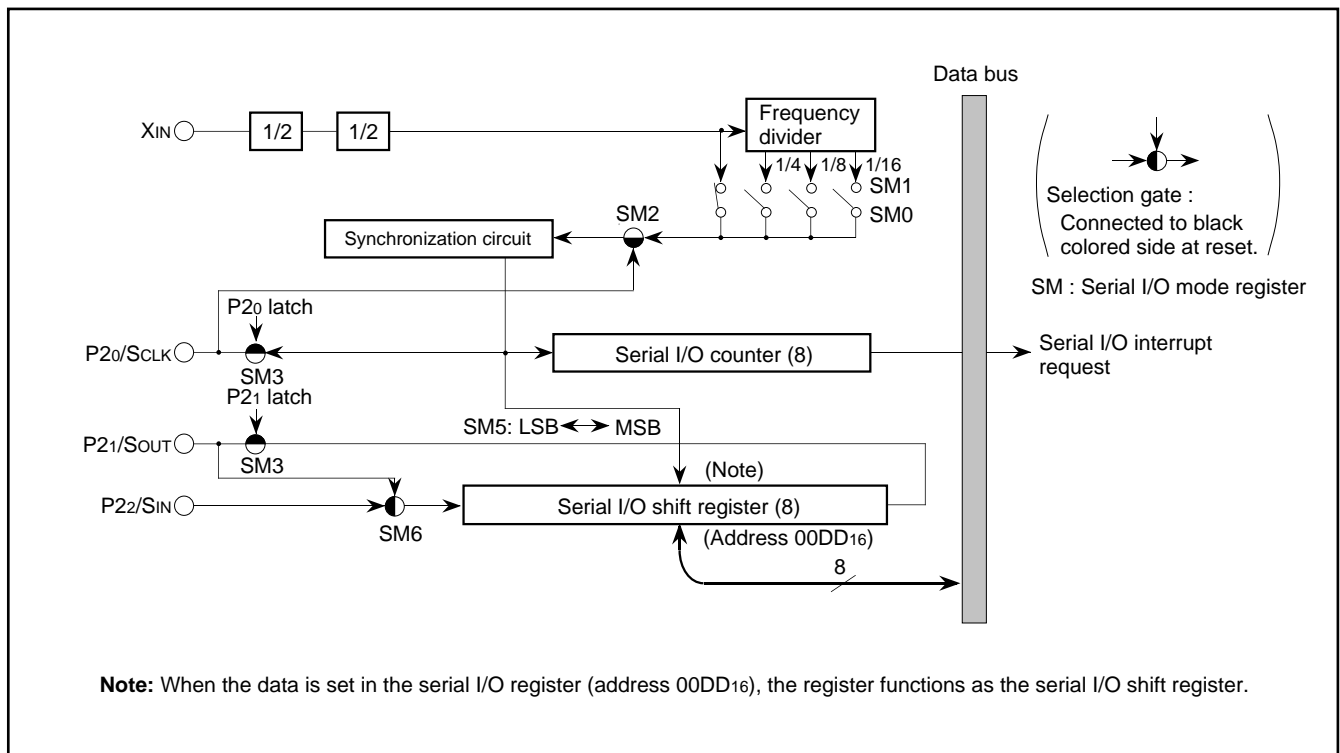 Data bus
XIN
1/2
1/2
Frequency
divider
1/4
1/8
1/16
SM1
SM0
SM2
Synchronization circuit
Selection gate :
Connected to black
colored side at reset.
SM : Serial I/O mode register
P20 latch
P20/SCLK
SM3
Serial I/O counter (8)
Serial I/O interrupt
request
P21 latch
SM5: LSB MSB
P21/SOUT
SM3
(Note)
P22/SIN
SM6
Serial I/O shift register (8)
(Address 00DD16)
8
Note: When the data is set in the serial I/O register (address 00DD16), the register functions as the serial I/O shift register.